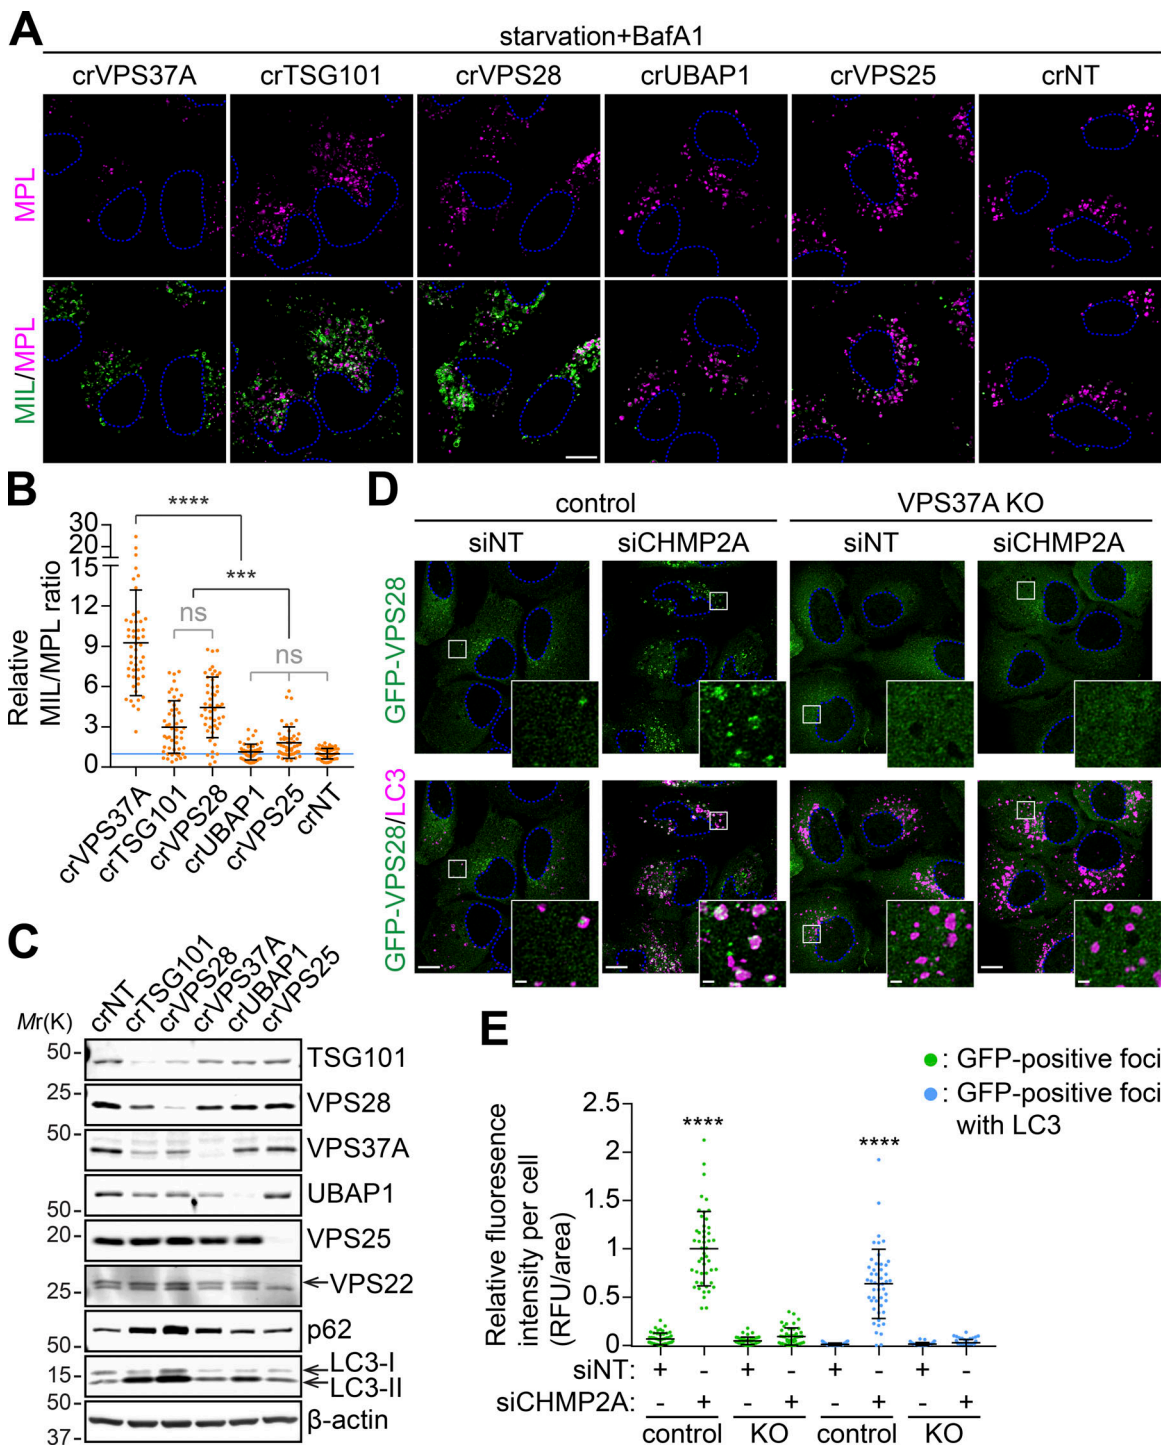 A
starvation+BafA1
crVPS37A crTSG101 crVPS28 crUBAP1 crVPS25 crNT
MPL
MIL/MPL
B
Relative
MIL/MPL ratio
30
20
15
12
9
6
3
0
****
***
ns
ns
crVPS37A
crTSG101
crVPS28
crUBAP1
crVPS25
crNT
C
Mr(K)
crNT
crTSG101
crVPS28
crVPS37A
crUBAP1
crVPS25
50 TSG101
25 VPS28
50 VPS37A
50 UBAP1
20 VPS25
25 VPS22
50 p62
15 LC3-I
LC3-II
50
37 β-actin
D
control VPS37A KO
siNT siCHMP2A siNT siCHMP2A
GFP-VPS28
GFP-VPS28/LC3
E
: GFP-positive foci
: GFP-positive foci
with LC3
Relative fluoresence
intensity per cell
(RFU/area)
2.5
2
1.5
1
0.5
0
****
****
siNT: + - + - + - + -
siCHMP2A: - + - + - + - +
control KO control KO